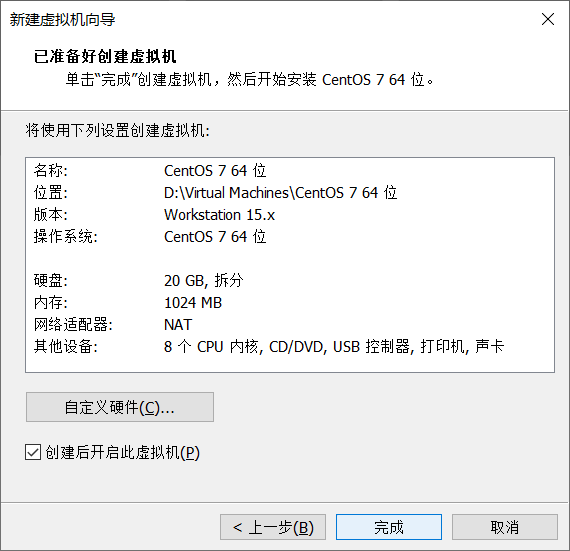 新建虚拟机向导
已准备好创建虚拟机
单击“完成”创建虚拟机，然后开始安装 CentOS 7 64 位。
将使用下列设置创建虚拟机:
名称: CentOS 7 64 位
位置: D:\Virtual Machines\CentOS 7 64 位
版本: Workstation 15.x
操作系统: CentOS 7 64 位
硬盘: 20 GB, 拆分
内存: 1024 MB
网络适配器: NAT
其他设备: 8 个 CPU 内核, CD/DVD, USB 控制器, 打印机, 声卡
自定义硬件(C)...
创建后开启此虚拟机(P)
< 上一步(B) 完成 取消